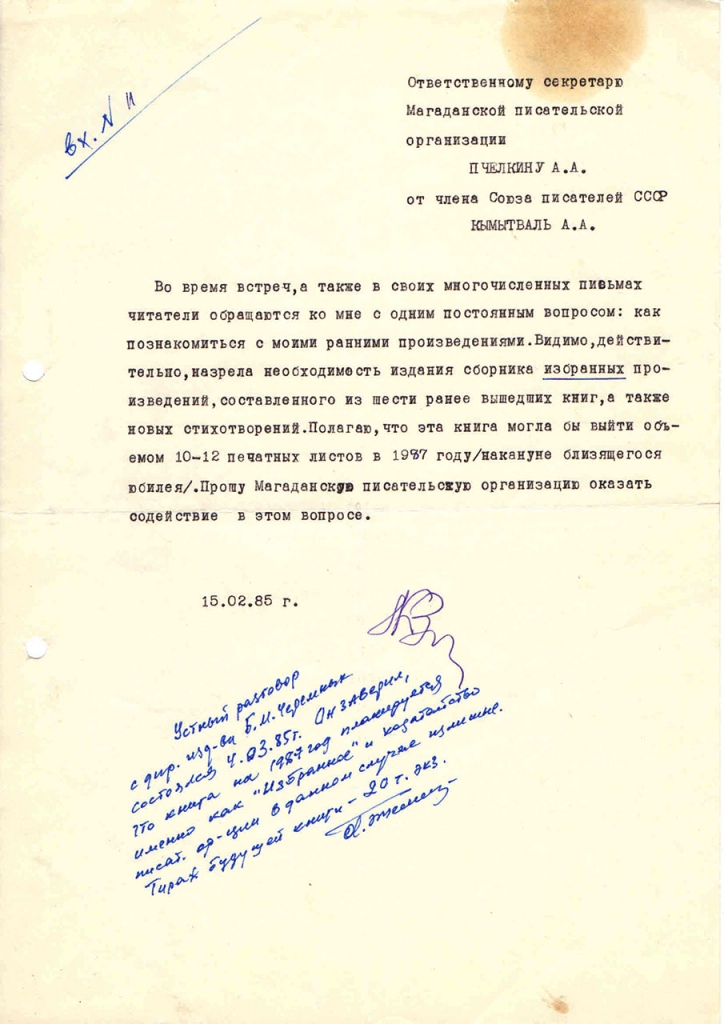 вх. N 11
Ответственному секретарю
Магаданской писательской
организации
ПЧЕЛКИНУ А.А.
от члена Союза писателей СССР
КЫМЫТВАЛЬ А.А.
Во время встреч,а также в своих многочисленных письмах
читатели обращаются ко мне с одним постоянным вопросом: как
познакомиться с моими ранними произведениями.Видимо,действи-
тельно,назрела необходимость издания сборника избранных про-
изведений,составленного из шести ранее вышедших книг,а также
новых стихотворений.Полагаю,что эта книга могла бы выйти объ-
емом 10-12 печатных листов в 1987 году/накануне близящегося
юбилея/.Прошу Магаданскую писательскую организацию оказать
содействие в этом вопросе.
15.02.85 г.
Устный разговор
с дир. изд-ва Б.М.Черемных
состоялся 4.03.85г. Он заверил,
что книга на 1987 год планируется
именно как "Избранное" и ходатайство
писат. ор-ции в данном случае излишне.
Тираж будущей книги - 20 т. экз.